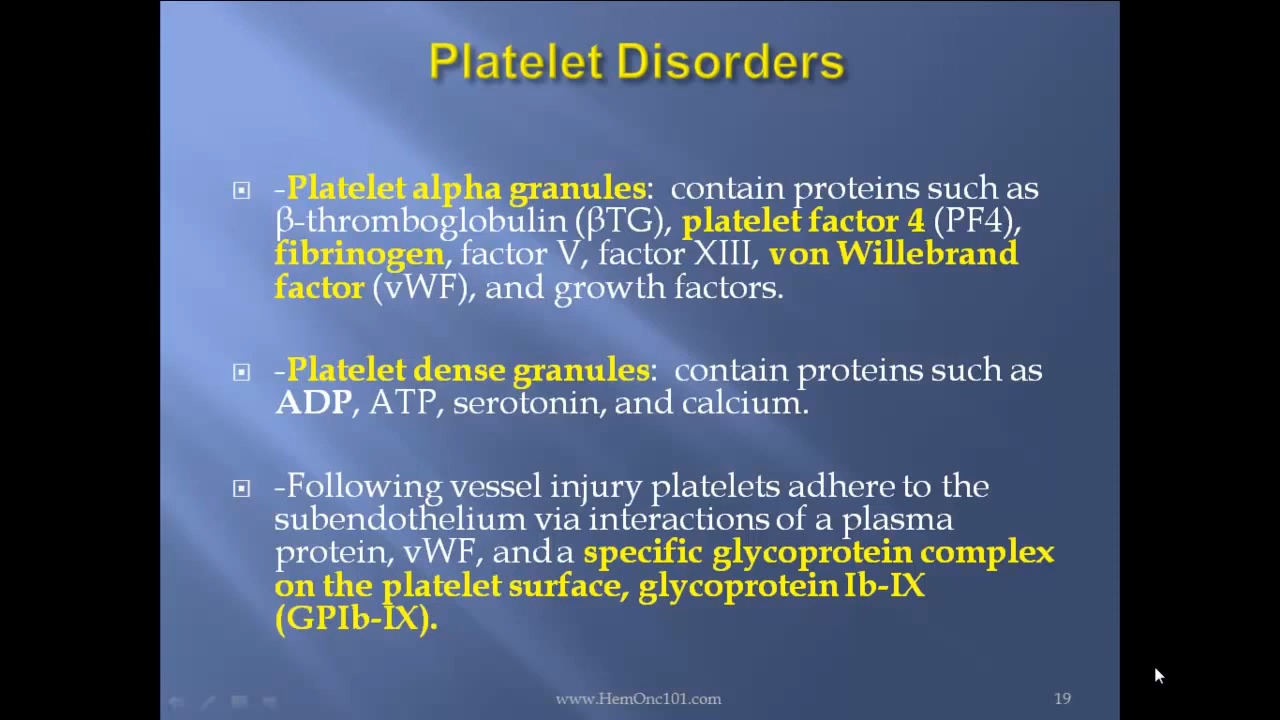 Platelet Disorders
-Platelet alpha granules: contain proteins such as
β-thromboglobulin (βTG), platelet factor 4 (PF4),
fibrinogen, factor V, factor XIII, von Willebrand
factor (vWF), and growth factors.
-Platelet dense granules: contain proteins such as
ADP, ATP, serotonin, and calcium.
-Following vessel injury platelets adhere to the
subendothelium via interactions of a plasma
protein, vWF, and a specific glycoprotein complex
on the platelet surface, glycoprotein Ib-IX
(GPIb-IX).
www.HemOnc101.com 19